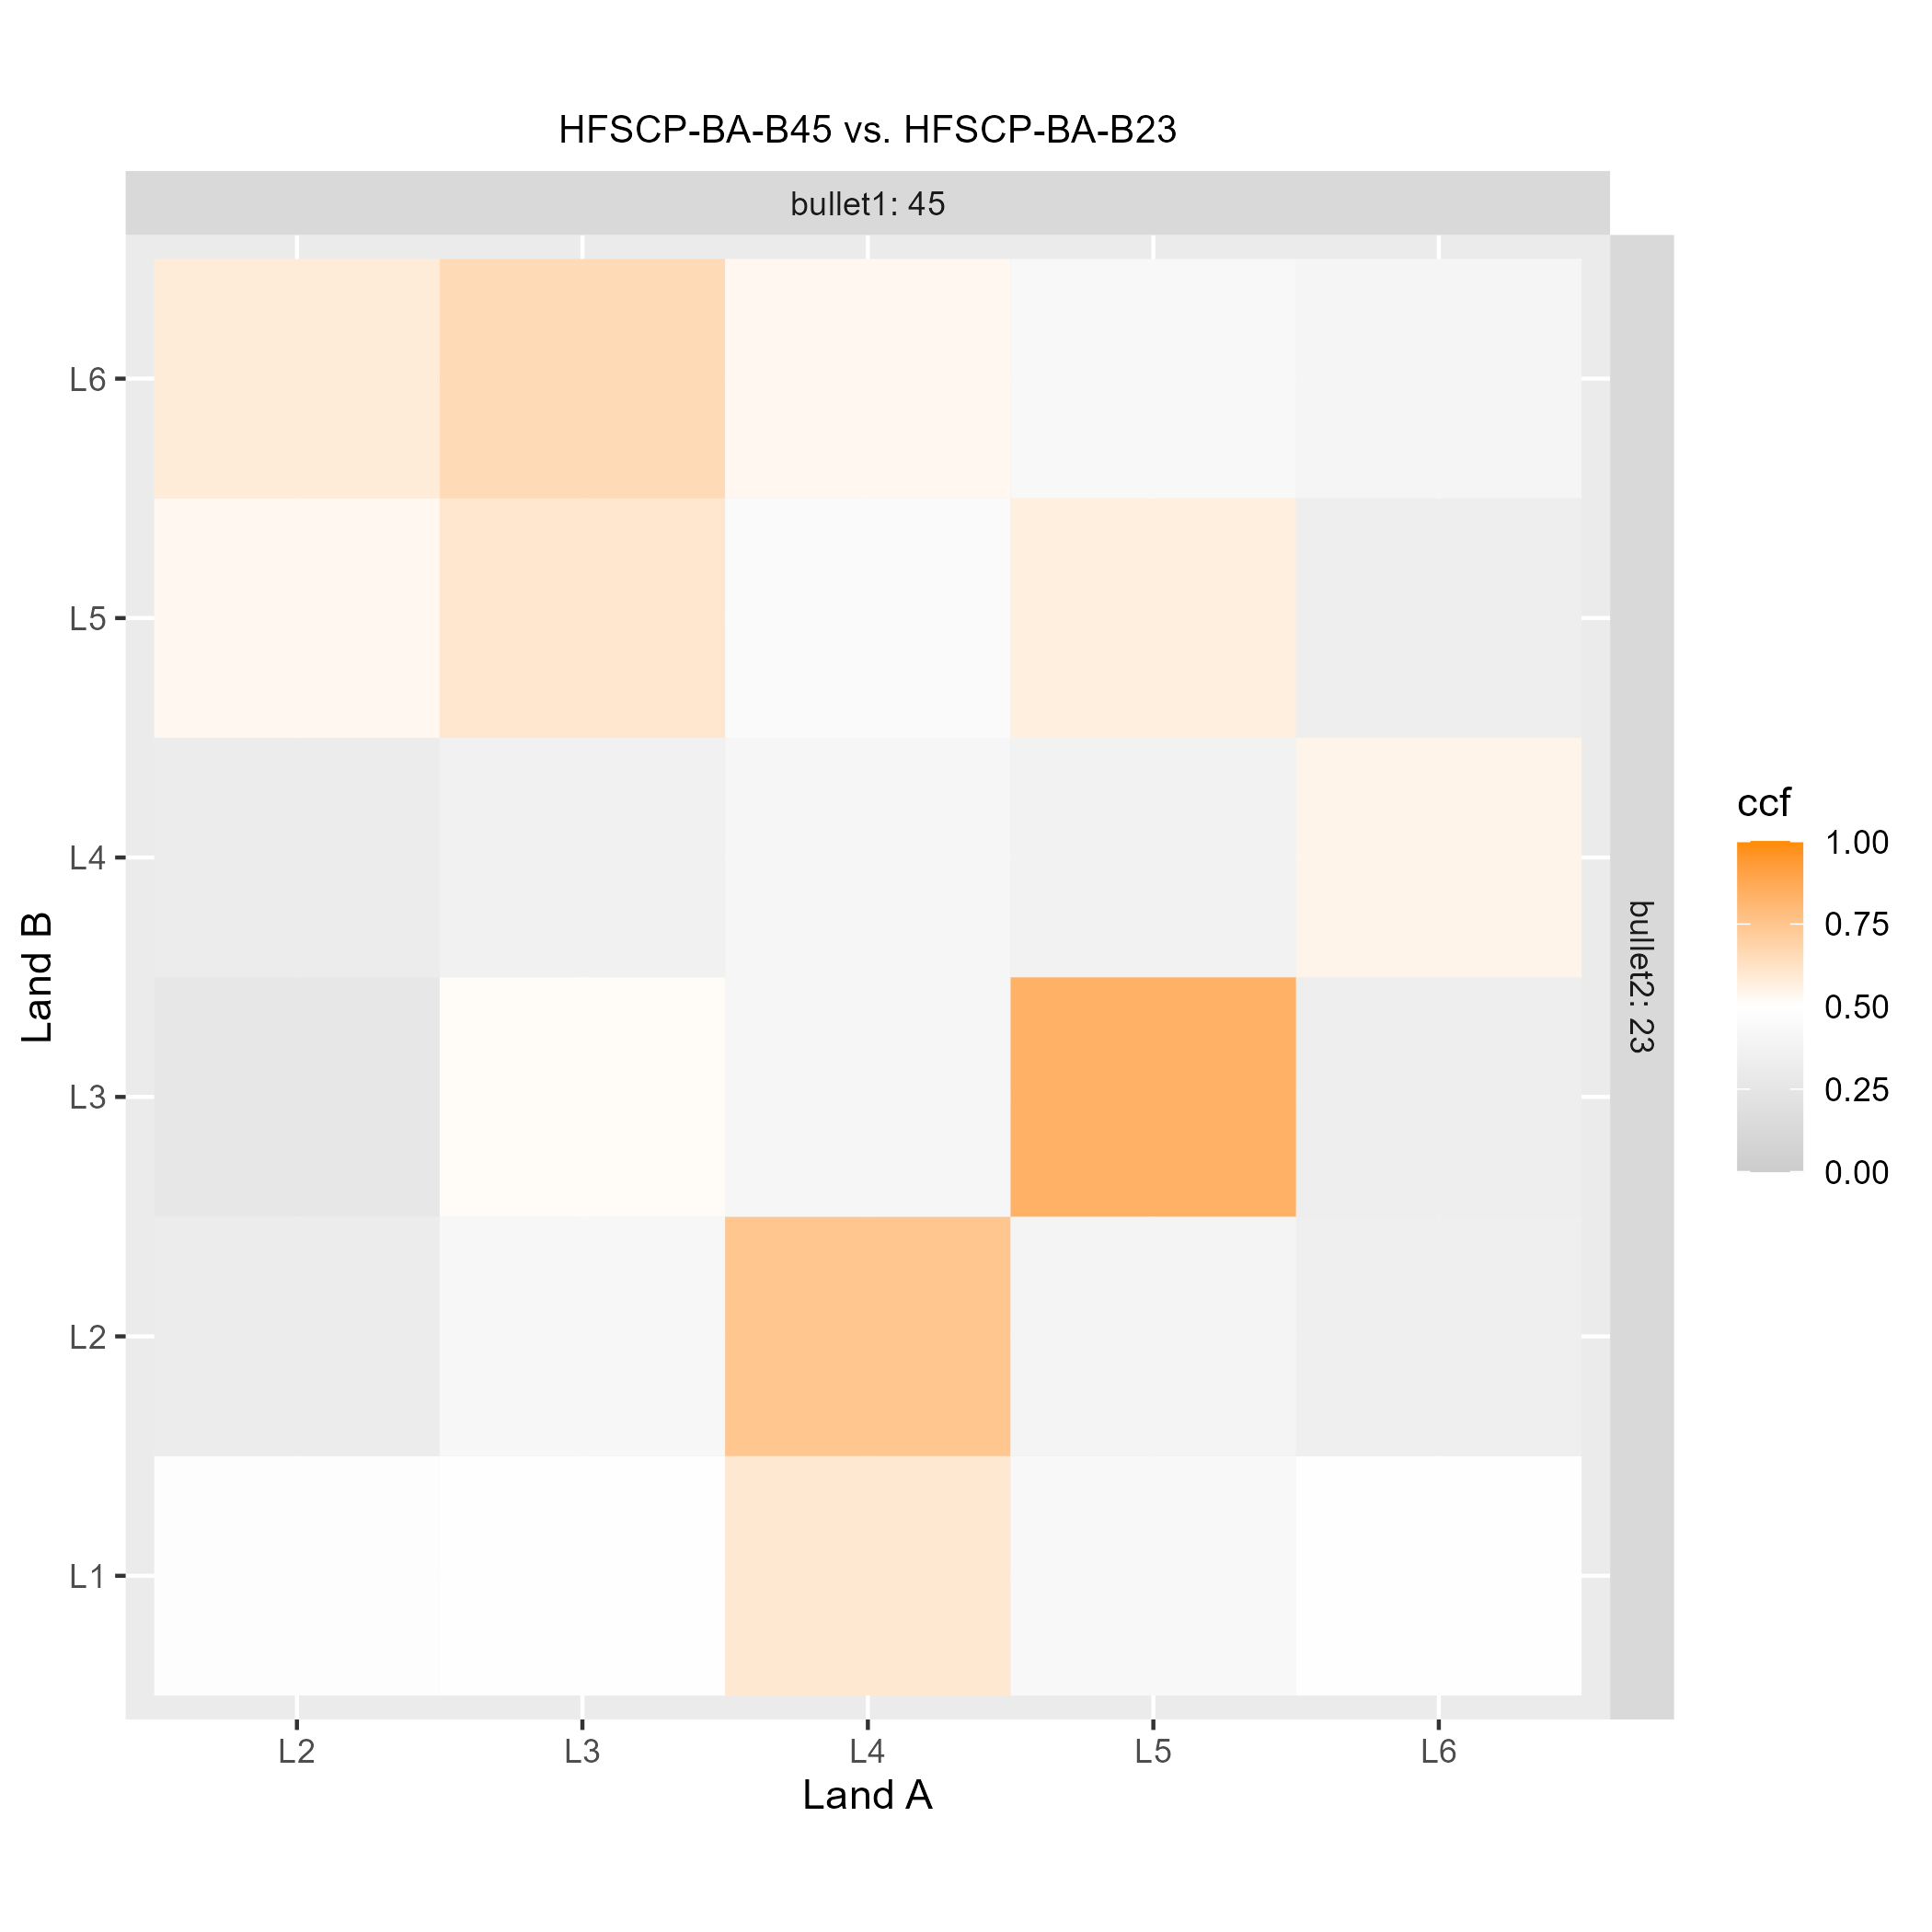 HFSCP-BA-B45 vs. HFSCP-BA-B23
bullet1: 45
L6
L5
L4
L3
L2
L1
Land B
bullet2: 23
L2 L3 L4 L5 L6
Land A
ccf
1.00
0.75
0.50
0.25
0.00